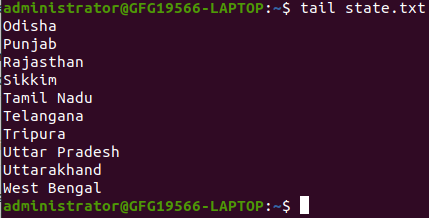 administrator@GFG19566-LAPTOP:~$ tail state.txt
Odisha
Punjab
Rajasthan
Sikkim
Tamil Nadu
Telangana
Tripura
Uttar Pradesh
Uttarakhand
West Bengal
administrator@GFG19566-LAPTOP:~$